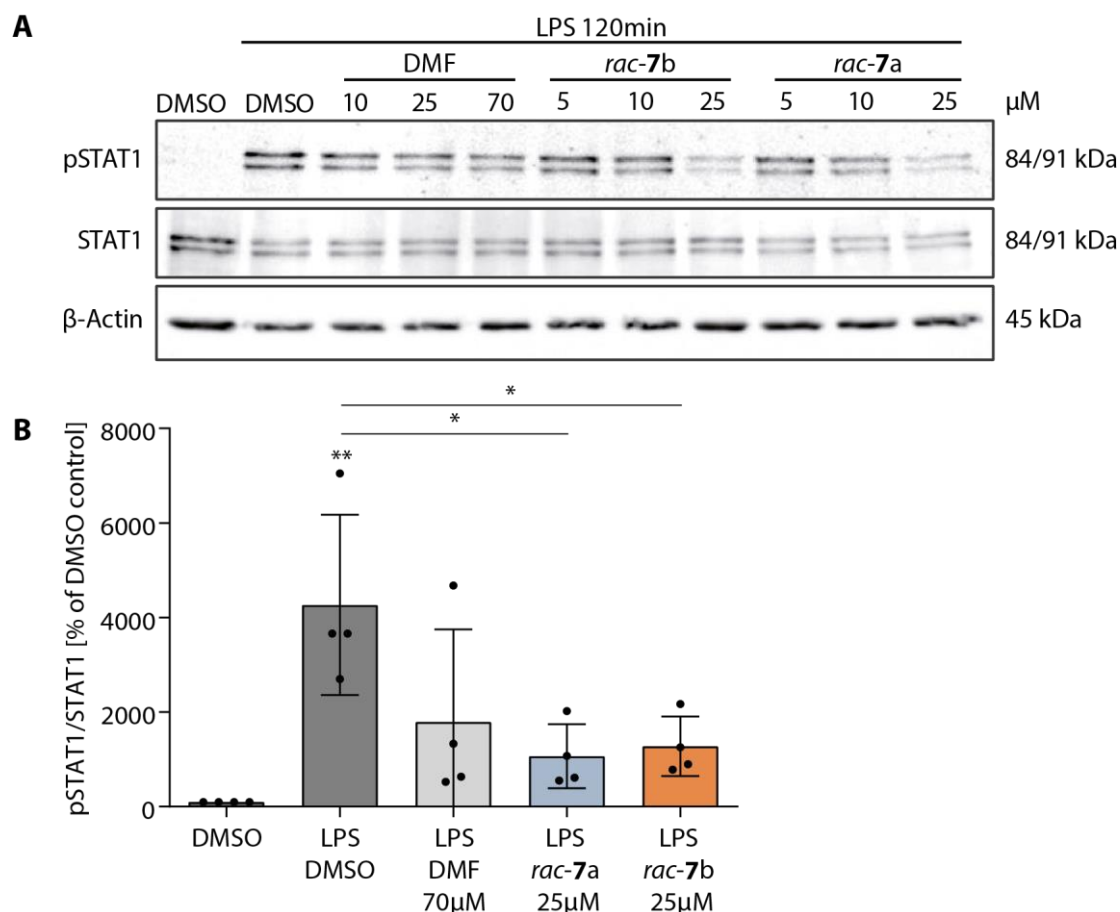 A
LPS 120min
DMF rac-7b rac-7a
DMSO DMSO 10 25 70 5 10 25 5 10 25 μM
pSTAT1 84/91 kDa
STAT1 84/91 kDa
β-Actin 45 kDa
B
*
*
**
pSTAT1/STAT1 [% of DMSO control]
8000
6000
4000
2000
0
DMSO LPS LPS LPS LPS
DMSO DMF rac-7a rac-7b
70μM 25μM 25μM